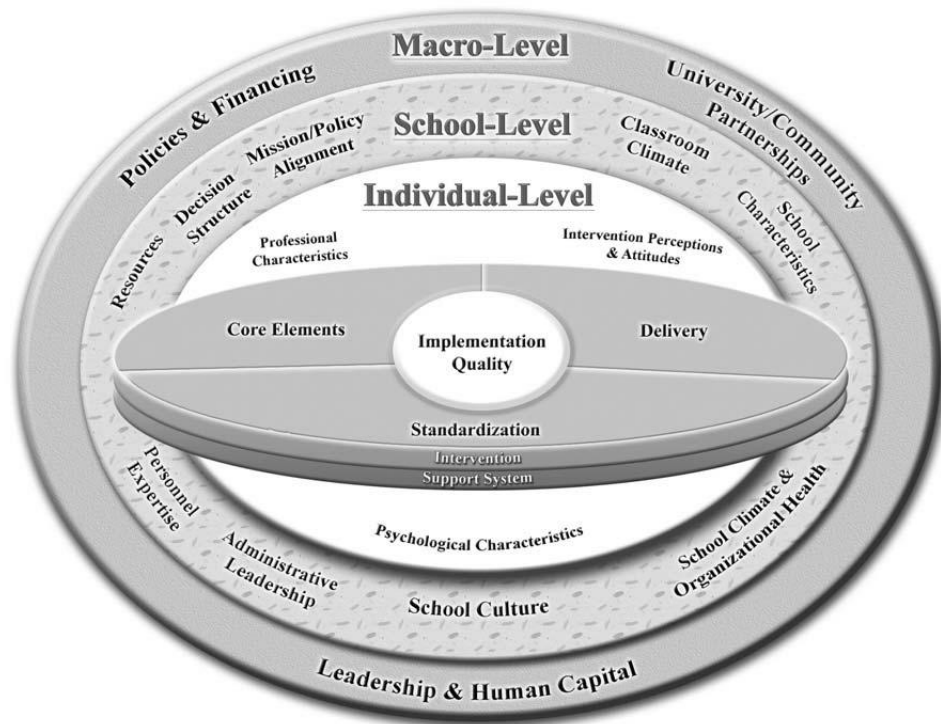 Macro-Level
Policies & Financing
University/Community
Partnerships
School-Level
Mission/Policy
Alignment
Classroom
Climate
Decision
Structure
School
Characteristics
Resources
Individual-Level
Professional
Characteristics
Intervention Perceptions
& Attitudes
Core Elements
Implementation
Quality
Delivery
Standardization
Intervention
Support System
Personnel
Expertise
Psychological Characteristics
School Climate &
Organizational Health
Administrative
Leadership
School Culture
Leadership & Human Capital